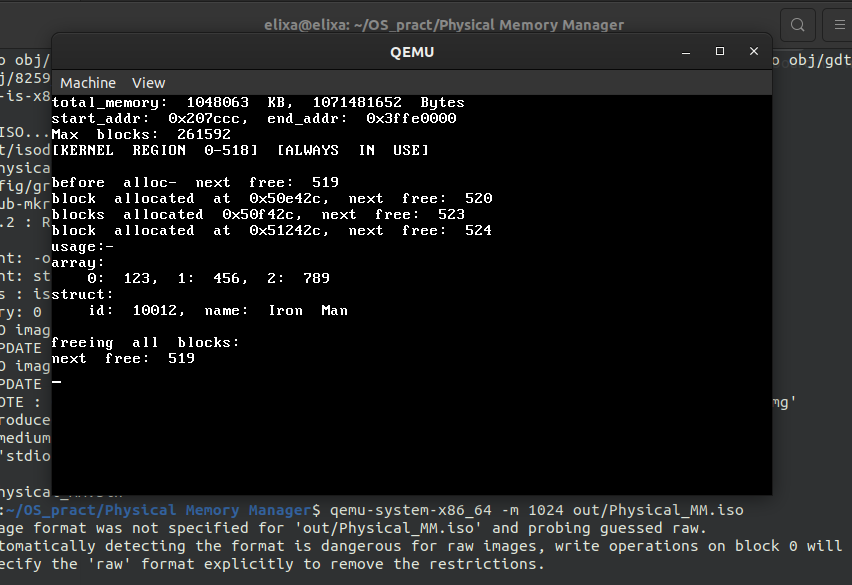 elixa@elixa: ~/OS_pract/Physical Memory Manager
o obj/
o obj/gdt
j/8259
-is-x8
ISO...
t/isod
hysica
fig/gr
ub-mkr
.2 : R
nt: -o
nt: st
s : is
ry: 0
O imag
PDATE
O imag
PDATE
OTE :
mg'
roduce
medium
'stdio
QEMU
Machine View
total_memory: 1048063 KB, 1071481652 Bytes
start_addr: 0x207ccc, end_addr: 0x3ffe0000
Max blocks: 261592
[KERNEL REGION 0-518] [ALWAYS IN USE]
before alloc- next free: 519
block allocated at 0x50e42c, next free: 520
blocks allocated 0x50f42c, next free: 523
block allocated at 0x51242c, next free: 524
usage:-
array:
0: 123, 1: 456, 2: 789
struct:
id: 10012, name: Iron Man
freeing all blocks:
next free: 519
:~/OS_pract/Physical Memory Manager$ qemu-system-x86_64 -m 1024 out/Physical_MM.iso
age format was not specified for 'out/Physical_MM.iso' and probing guessed raw.
tomatically detecting the format is dangerous for raw images, write operations on block 0 will
ecify the 'raw' format explicitly to remove the restrictions.